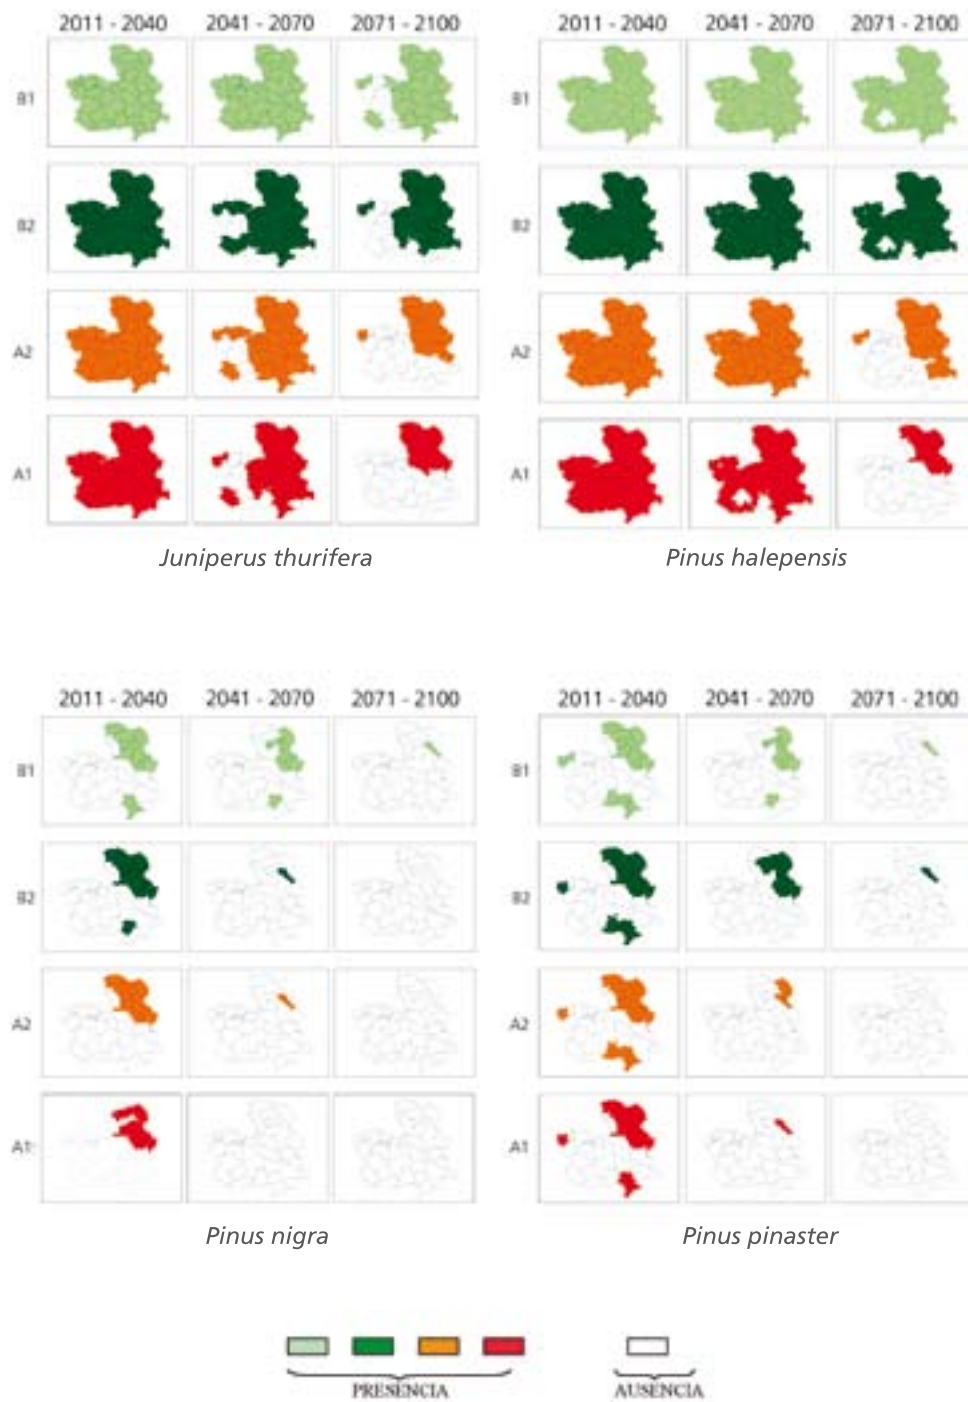 2011 - 2040 2041 - 2070 2071 - 2100
B1
B2
A2
A1
Juniperus thurifera
2011 - 2040 2041 - 2070 2071 - 2100
B1
B2
A2
A1
Pinus halepensis
2011 - 2040 2041 - 2070 2071 - 2100
B1
B2
A2
A1
Pinus nigra
2011 - 2040 2041 - 2070 2071 - 2100
B1
B2
A2
A1
Pinus pinaster
PRESENCIA AUSENCIA